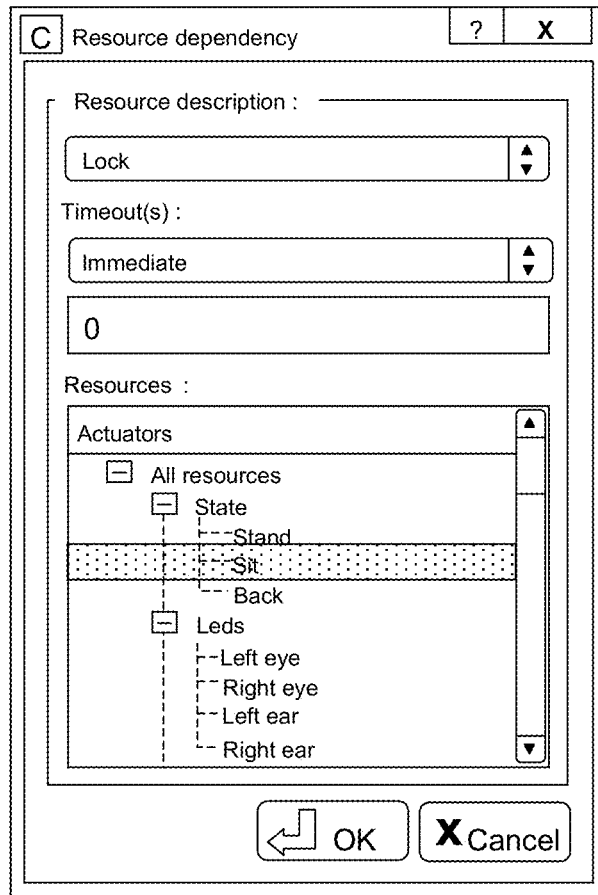 C Resource dependency ? X
Resource description :
Lock
Timeout(s) :
Immediate
0
Resources :
Actuators
All resources
State
Stand
Sit
Back
Leds
Left eye
Right eye
Left ear
Right ear
OK X Cancel